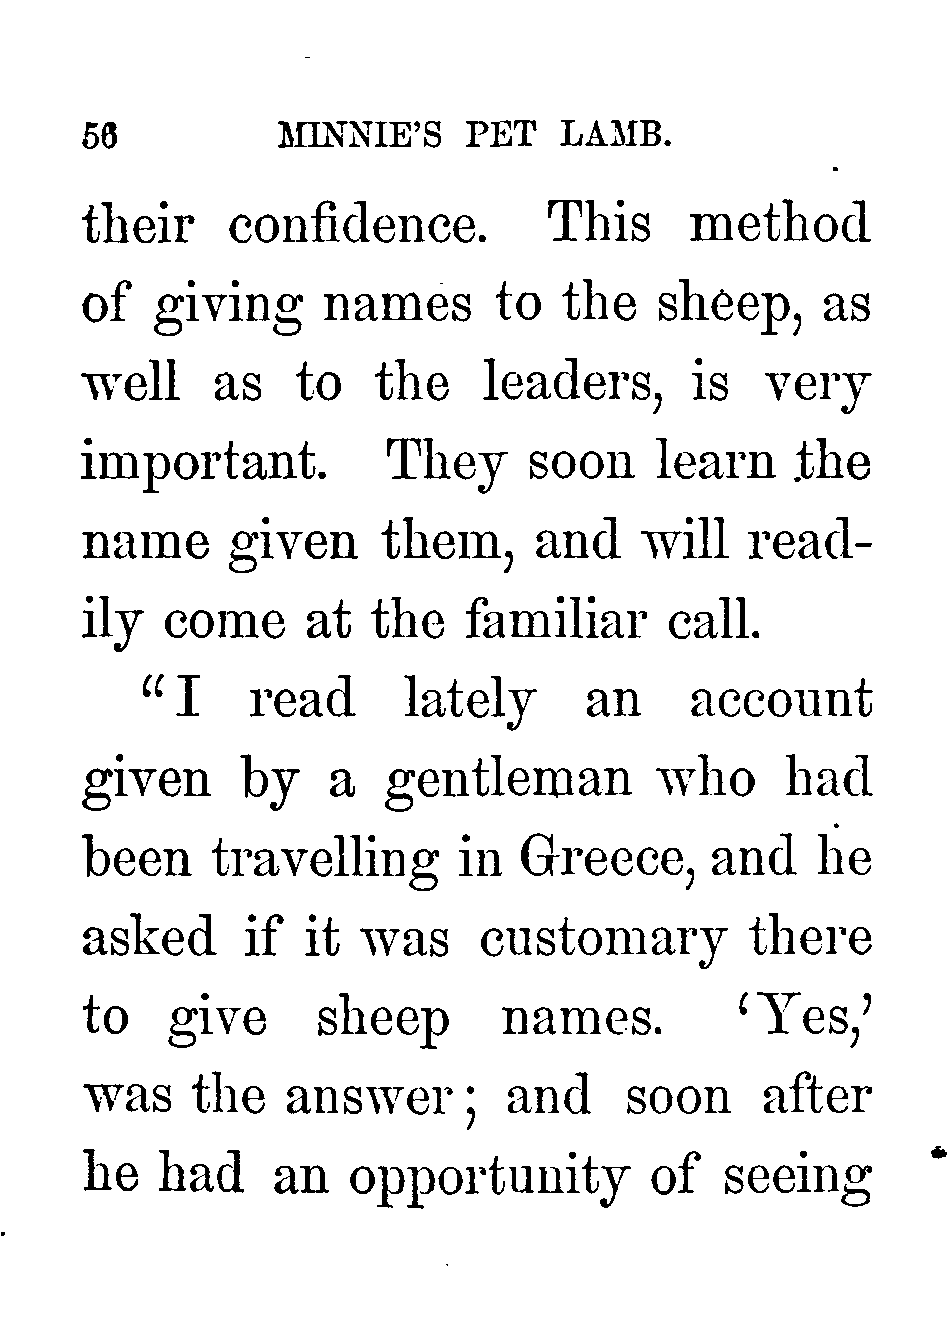 56 MINNIE'S PET LAMB.
their confidence. This method
of giving names to the sheep, as
well as to the leaders, is very
important. They soon learn the
name given them, and will read-
ily come at the familiar call.
"I read lately an account
given by a gentleman who had
been travelling in Greece, and he
asked if it was customary there
to give sheep names. 'Yes,'
was the answer; and soon after
he had an opportunity of seeing